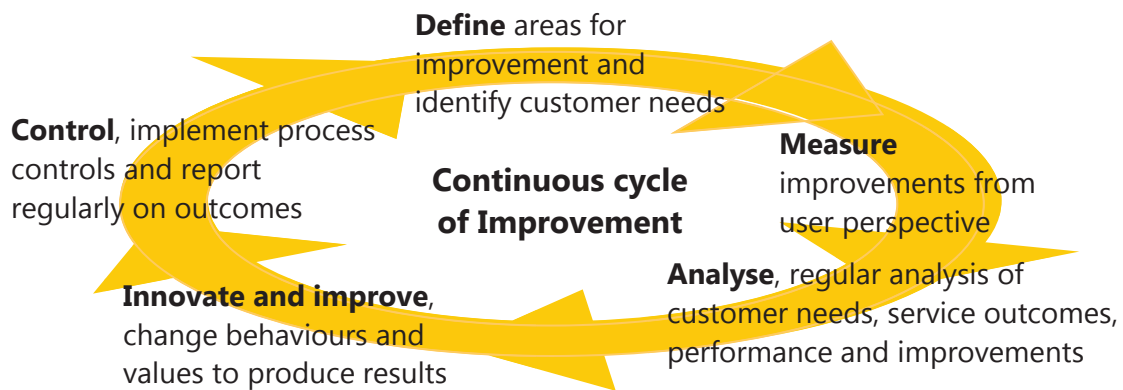 Define areas for
improvement and
identify customer needs
Control, implement process
controls and report
regularly on outcomes
Continuous cycle
of Improvement
Measure
improvements from
user perspective
Analyse, regular analysis of
customer needs, service outcomes,
performance and improvements
Innovate and improve,
change behaviours and
values to produce results